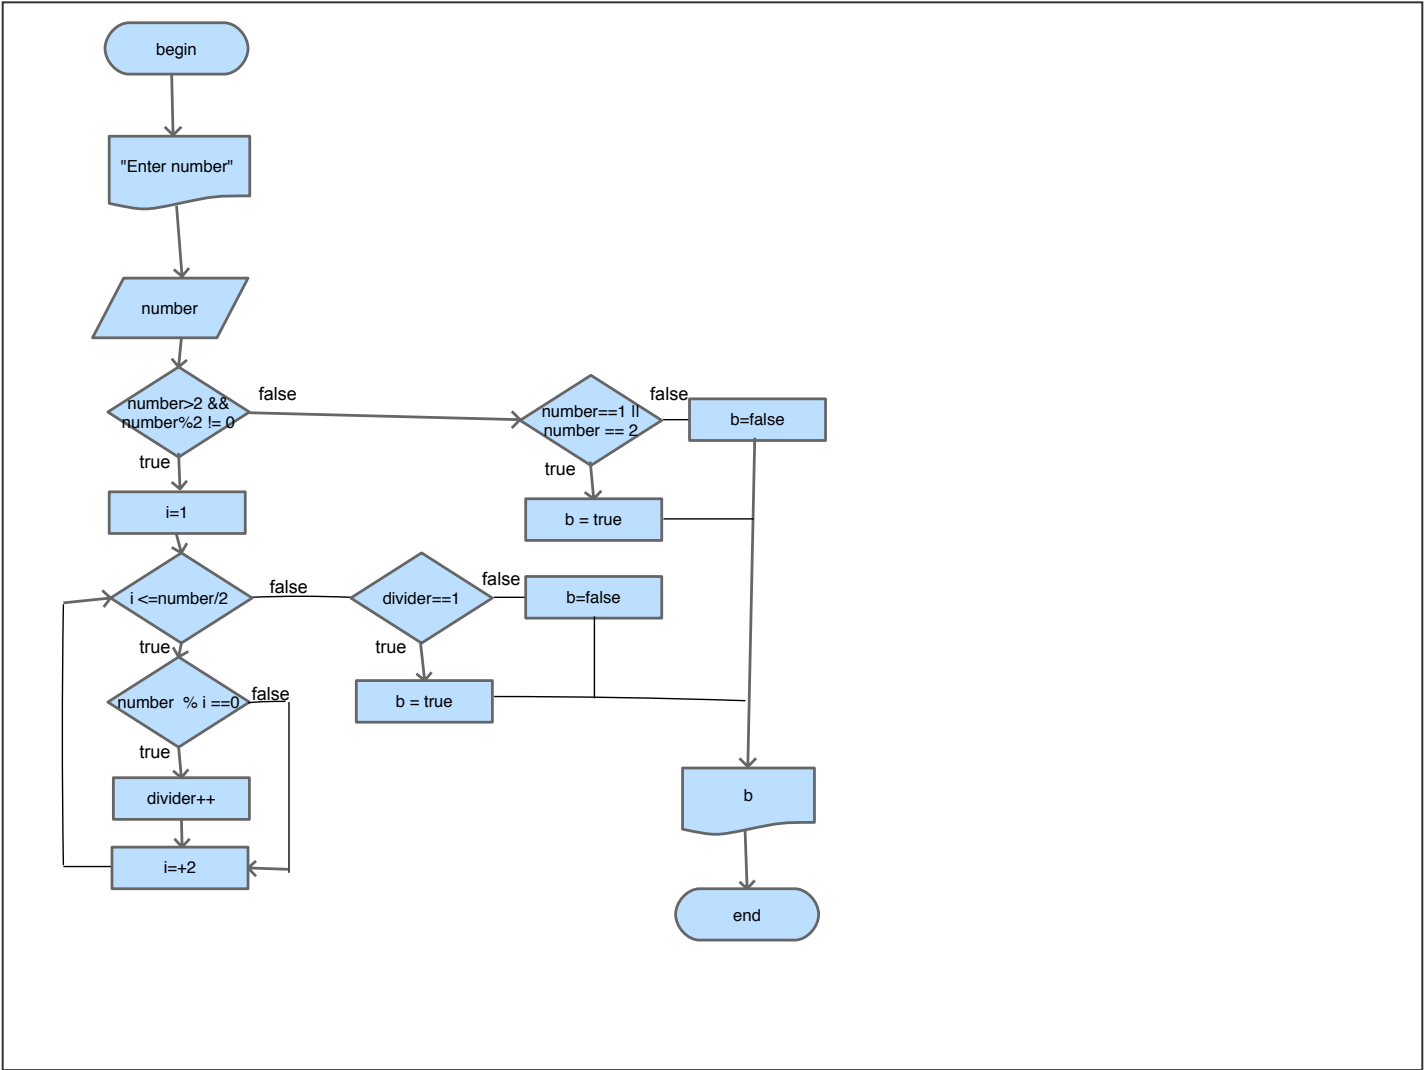 begin
"Enter number"
number
number>2 &&
number%2 != 0
false
true
number==1 ||
number == 2
false
b=false
true
b = true
i=1
i <=number/2
false
divider==1
false
b=false
true
true
b = true
number  % i ==0
false
true
divider++
i=+2
b
end